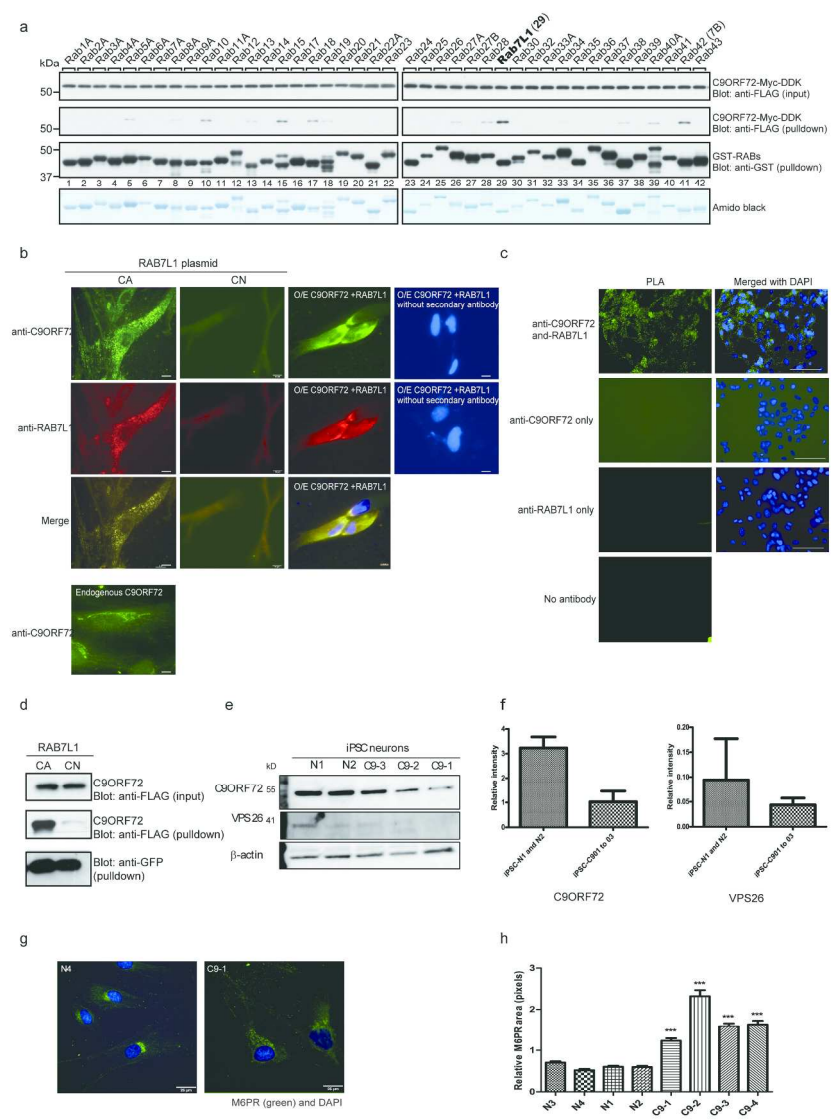 a
Rab1A Rab2A Rab3A Rab4A Rab5A Rab6A Rab7A Rab8A Rab9A Rab10 Rab11A Rab12 Rab13 Rab14 Rab15 Rab17 Rab18 Rab19 Rab20 Rab21 Rab22A Rab23 Rab24 Rab25 Rab26 Rab27A Rab27B Rab28 Rab7L1 (29) Rab30 Rab32 Rab33A Rab34 Rab35 Rab36 Rab37 Rab38 Rab39 Rab40A Rab41 Rab42 (7B) Rab43
kDa
50
C9ORF72-Myc-DDK
Blot: anti-FLAG (input)
50
C9ORF72-Myc-DDK
Blot: anti-FLAG (pulldown)
50
37
GST-RABs
Blot: anti-GST (pulldown)
1 2 3 4 5 6 7 8 9 10 11 12 13 14 15 16 17 18 19 20 21 22 23 24 25 26 27 28 29 30 31 32 33 34 35 36 37 38 39 40 41 42
Amido black
b
RAB7L1 plasmid
CA CN
O/E C9ORF72 +RAB7L1
O/E C9ORF72 +RAB7L1
without secondary antibody
anti-C9ORF72
O/E C9ORF72 +RAB7L1
O/E C9ORF72 +RAB7L1
without secondary antibody
anti-RAB7L1
O/E C9ORF72 +RAB7L1
Merge
Endogenous C9ORF72
anti-C9ORF72
c
PLA Merged with DAPI
anti-C9ORF72
and-RAB7L1
anti-C9ORF72 only
anti-RAB7L1 only
No antibody
d
RAB7L1
CA CN
C9ORF72
Blot: anti-FLAG (input)
C9ORF72
Blot: anti-FLAG (pulldown)
Blot: anti-GFP
(pulldown)
e
iPSC neurons
kD N1 N2 C9-3 C9-2 C9-1
C9ORF72 55
VPS26 41
β-actin
f
Relative intensity
4
3
2
1
0
iPSC-N1 and N2
iPSC-C901 to 03
C9ORF72
Relative intensity
0.20
0.15
0.10
0.05
0.00
iPSC-N1 and N2
iPSC-C901 to 03
VPS26
g
N4
C9-1
M6PR (green) and DAPI
h
Relative M6PR area (pixels)
3
2
1
0
*** *** *** ***
N3 N4 N1 N2 C9-1 C9-2 C9-3 C9-4